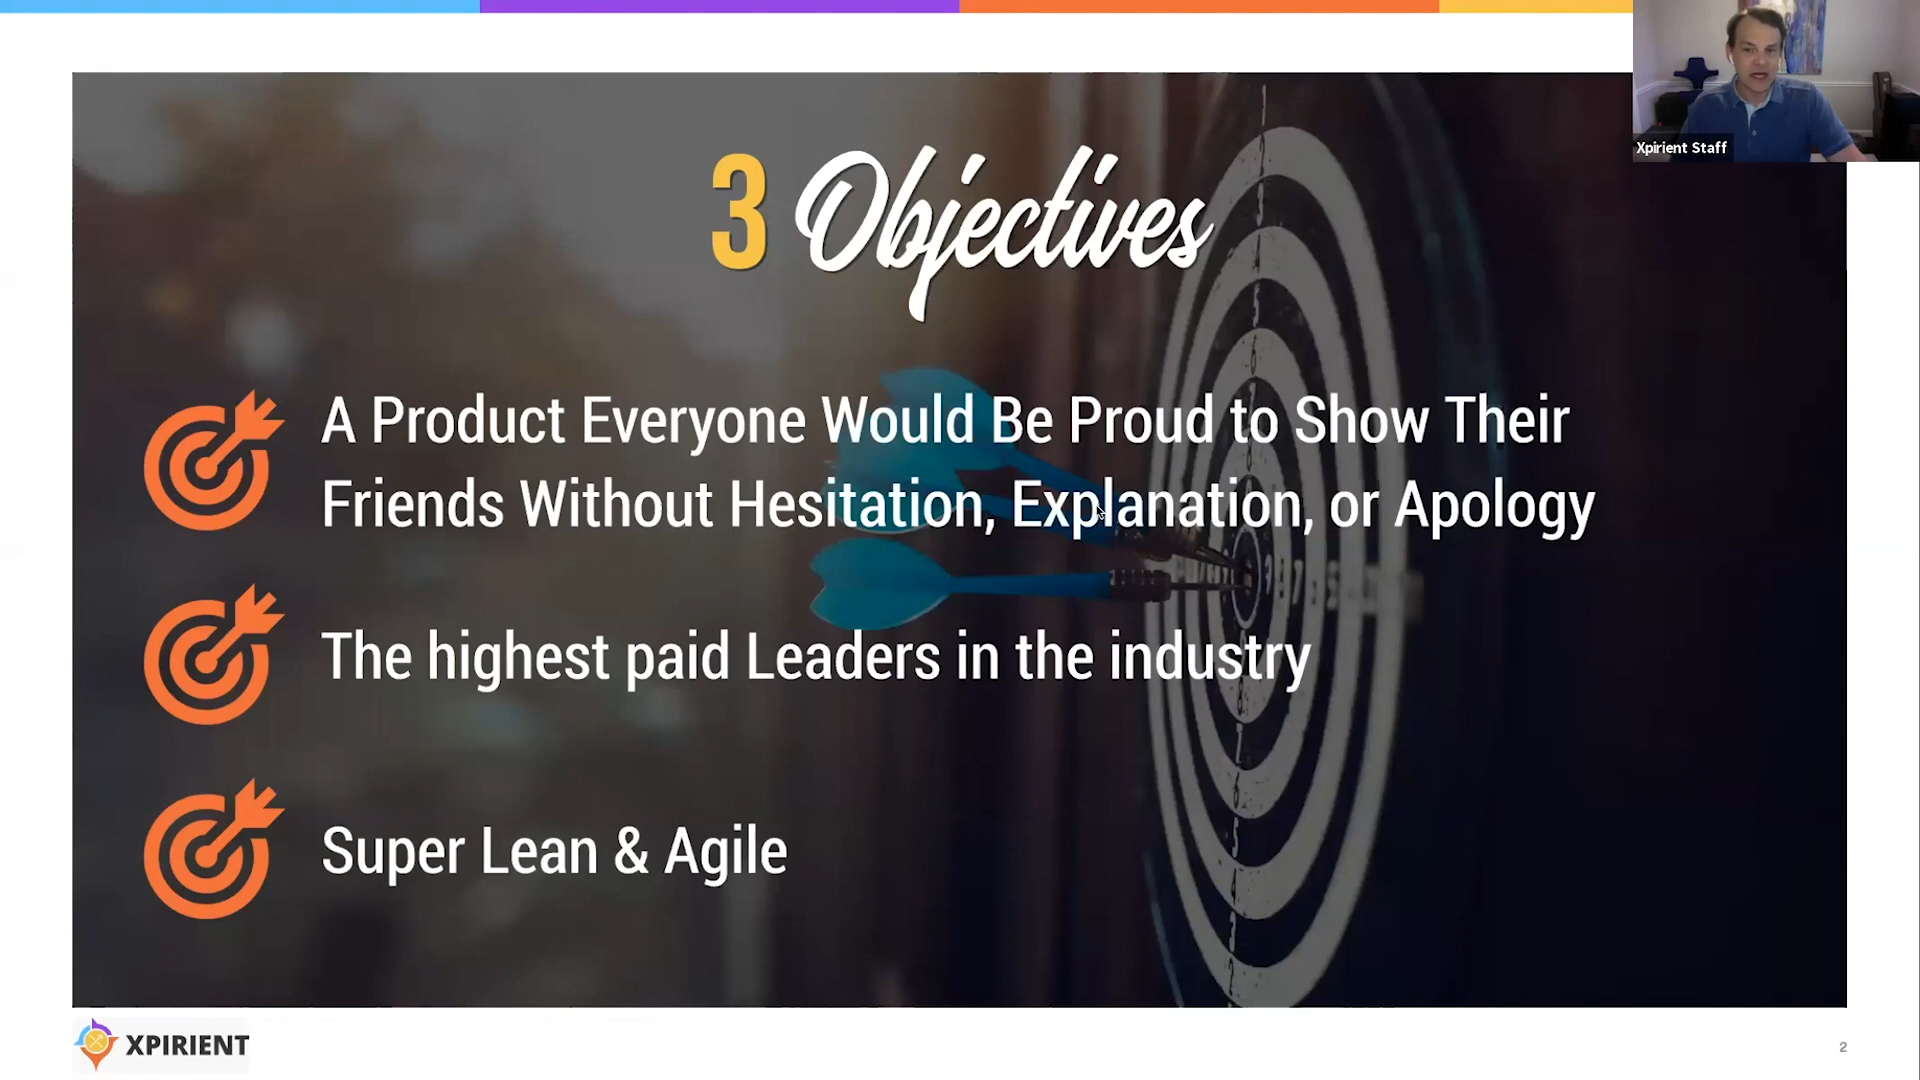 Xpirient Staff
3 Objectives
A Product Everyone Would Be Proud to Show Their
Friends Without Hesitation, Explanation, or Apology
The highest paid Leaders in the industry
Super Lean & Agile
XPIRIENT
2